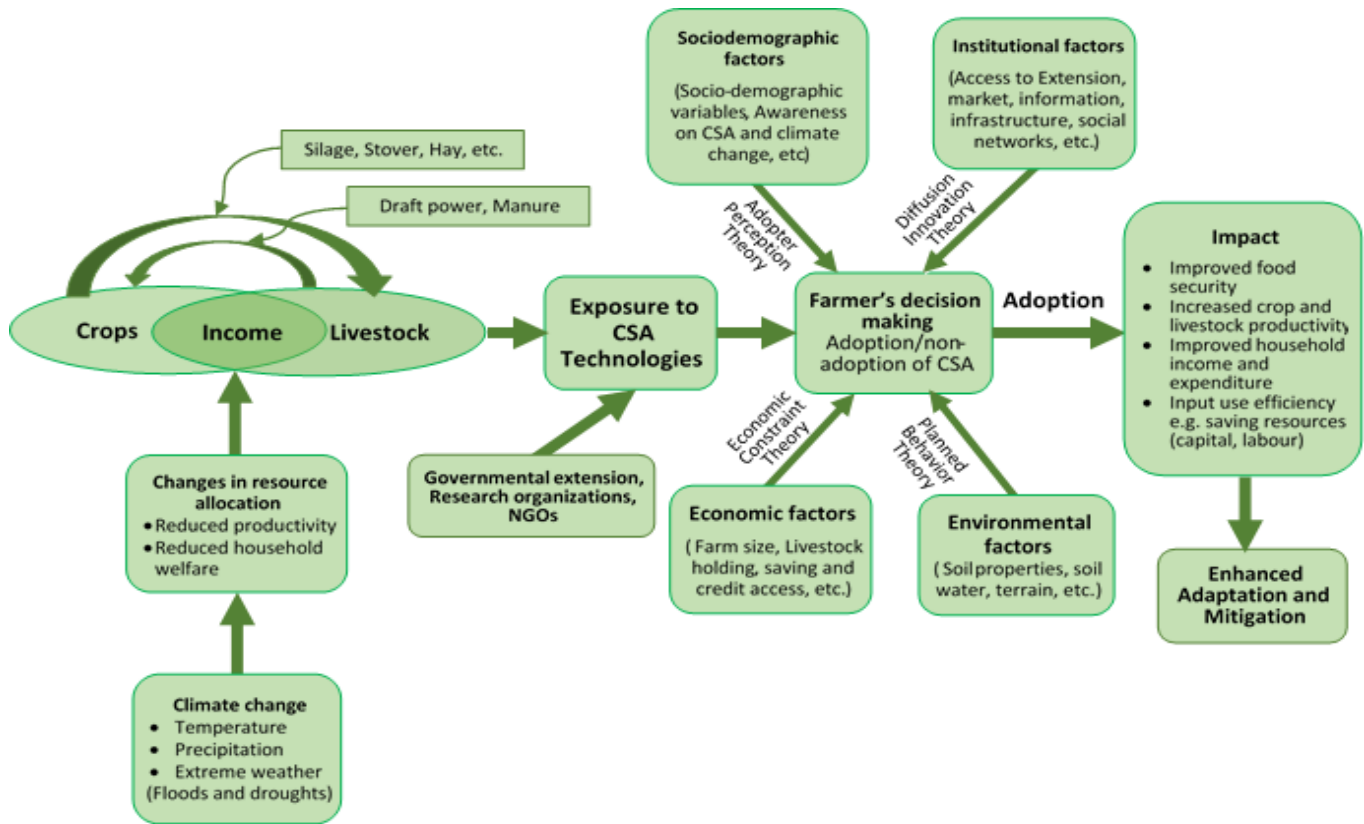 Sociodemographic
factors
(Socio-demographic
variables, Awareness
on CSA and climate
change, etc)
Institutional factors
(Access to Extension,
market, information,
infrastructure, social
networks, etc.)
Silage, Stover, Hay, etc.
Draft power, Manure
Adopter
Perception
Theory
Diffusion
Innovation
Theory
Crops
Income
Livestock
Exposure to
CSA
Technologies
Farmer's decision
making
Adoption/non-
adoption of CSA
Adoption
Impact
• Improved food
security
• Increased crop and
livestock productivity
• Improved household
income and
expenditure
• Input use efficiency
e.g. saving resources
(capital, labour)
Economic
Constraint
Theory
Planned
Behavior
Theory
Governmental extension,
Research organizations,
NGOs
Changes in resource
allocation
• Reduced productivity
• Reduced household
welfare
Economic factors
( Farm size, Livestock
holding, saving and
credit access, etc.)
Environmental
factors
( Soil properties, soil
water, terrain, etc.)
Enhanced
Adaptation and
Mitigation
Climate change
• Temperature
• Precipitation
• Extreme weather
(Floods and droughts)